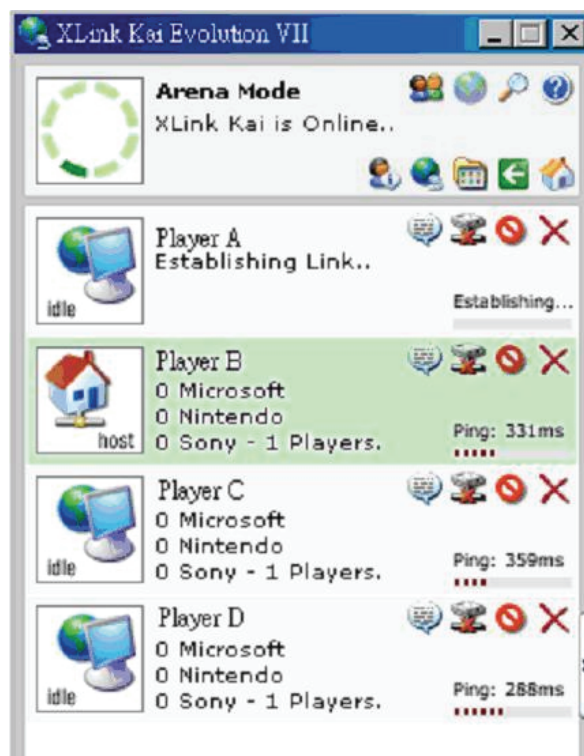 XLink Kai Evolution VII
Arena Mode
XLink Kai is Online..
Player A
Establishing Link..
idle
Establishing...
Player B
0 Microsoft
0 Nintendo
host
0 Sony - 1 Players.
Ping: 331ms
Player C
0 Microsoft
0 Nintendo
idle
0 Sony - 1 Players.
Ping: 359ms
Player D
0 Microsoft
0 Nintendo
idle
0 Sony - 1 Players.
Ping: 288ms